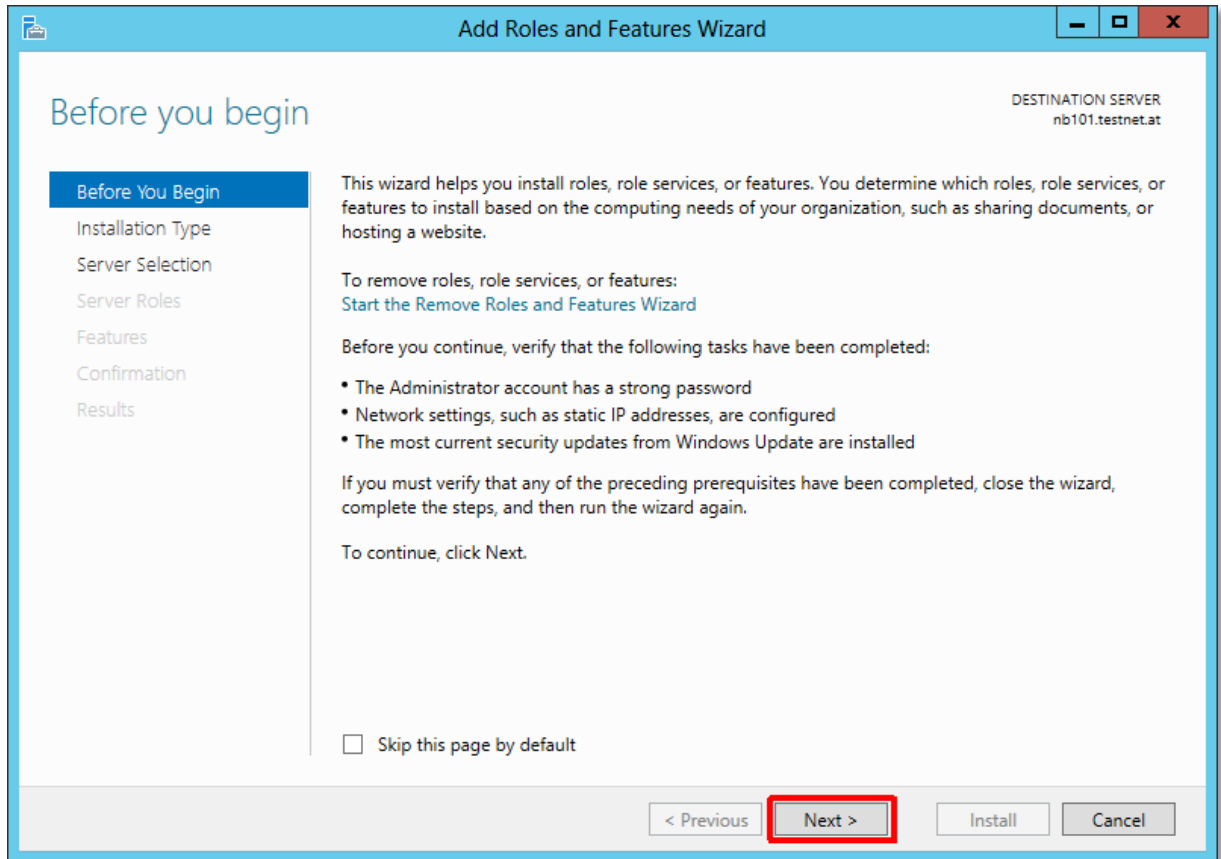 Add Roles and Features Wizard
x
Before you begin
DESTINATION SERVER
nb101.testnet.at
Before You Begin
Installation Type
Server Selection
Server Roles
Features
Confirmation
Results
This wizard helps you install roles, role services, or features. You determine which roles, role services, or
features to install based on the computing needs of your organization, such as sharing documents, or
hosting a website.
To remove roles, role services, or features:
Start the Remove Roles and Features Wizard
Before you continue, verify that the following tasks have been completed:
• The Administrator account has a strong password
• Network settings, such as static IP addresses, are configured
• The most current security updates from Windows Update are installed
If you must verify that any of the preceding prerequisites have been completed, close the wizard,
complete the steps, and then run the wizard again.
To continue, click Next.
Skip this page by default
< Previous
Next >
Install
Cancel